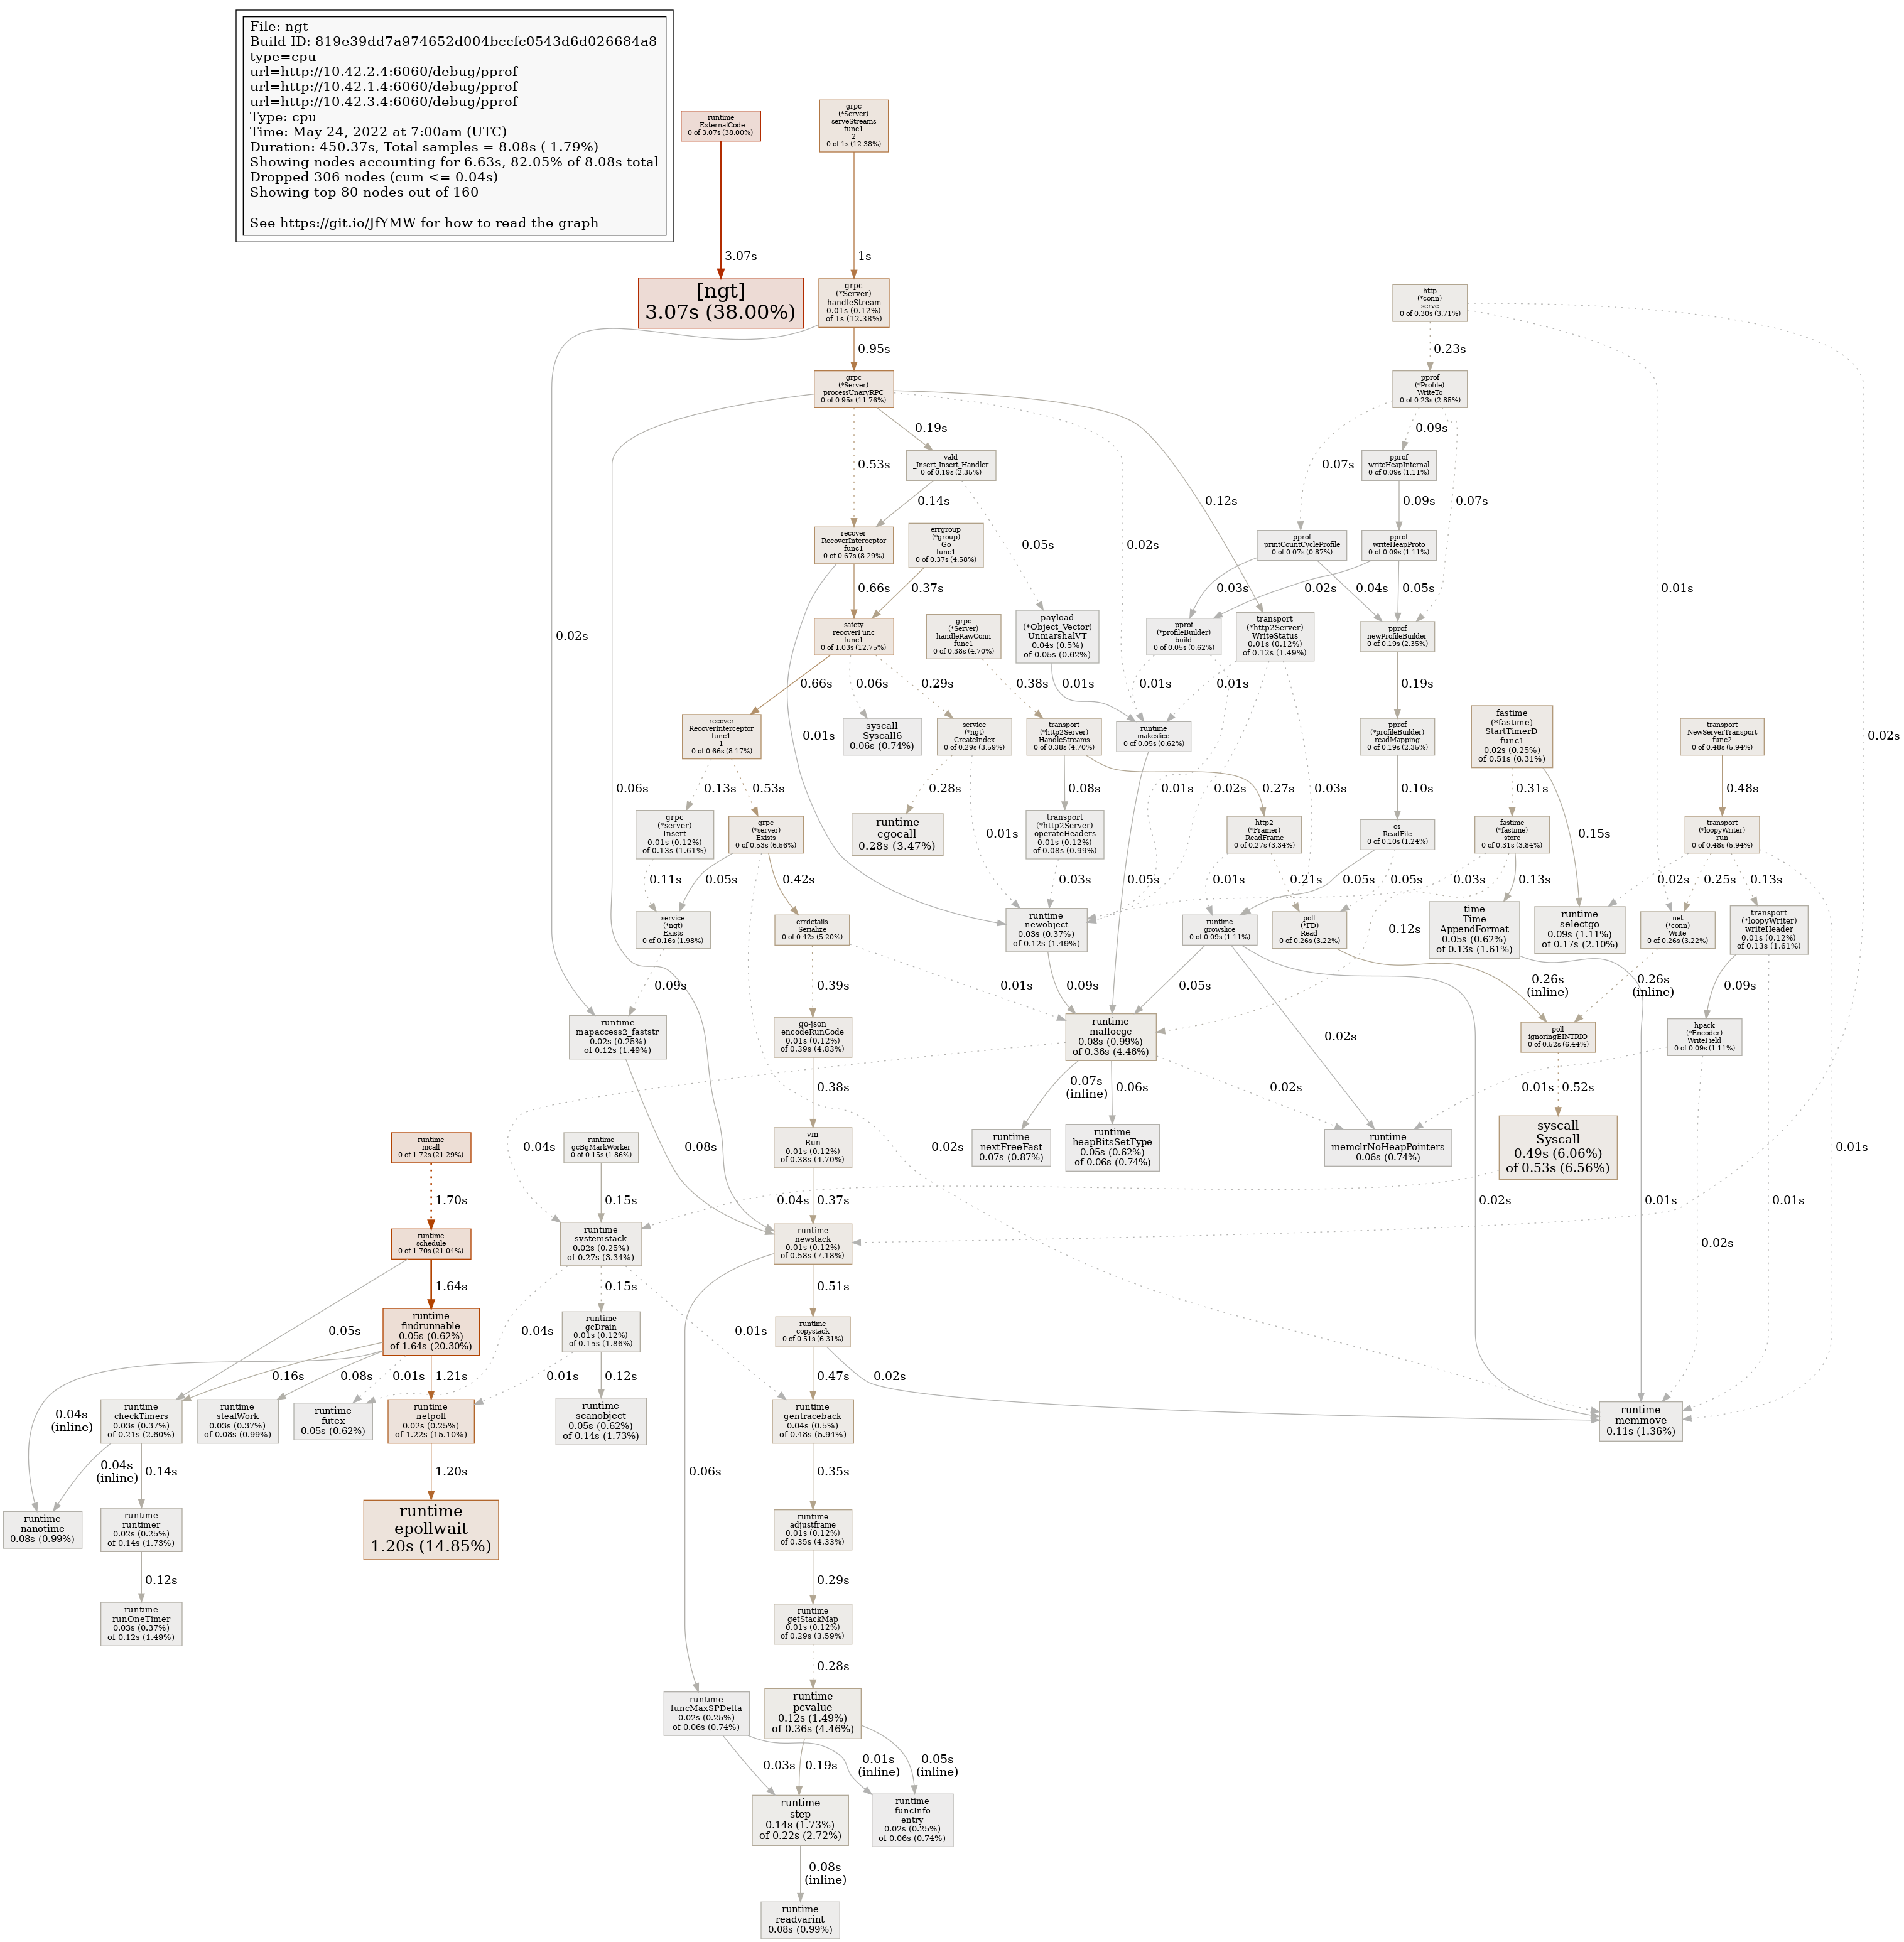 File: ngt
Build ID: 819e39dd7a974652d004bccfc0543d6d026684a8
type=cpu
url=http://10.42.2.4:6060/debug/pprof
url=http://10.42.1.4:6060/debug/pprof
url=http://10.42.3.4:6060/debug/pprof
Type: cpu
Time: May 24, 2022 at 7:00am (UTC)
Duration: 450.37s, Total samples = 8.08s ( 1.79%)
Showing nodes accounting for 6.63s, 82.05% of 8.08s total
Dropped 306 nodes (cum <= 0.04s)
Showing top 80 nodes out of 160
See https://git.io/JfYMW for how to read the graph
runtime
_ExternalCode
0 of 3.07s (38.00%)
grpc
(*Server)
serveStreams
func1
2
0 of 1s (12.38%)
3.07s
1s
[ngt]
3.07s (38.00%)
grpc
(*Server)
handleStream
0.01s (0.12%)
of 1s (12.38%)
http
(*conn)
serve
0 of 0.30s (3.71%)
0.95s
0.23s
grpc
(*Server)
processUnaryRPC
0 of 0.95s (11.76%)
pprof
(*Profile)
WriteTo
0 of 0.23s (2.85%)
0.19s
0.09s
vald
_Insert_Insert_Handler
0 of 0.19s (2.35%)
pprof
writeHeapInternal
0 of 0.09s (1.11%)
0.53s
0.07s
0.14s
0.12s
0.09s
0.07s
recover
RecoverInterceptor
func1
0 of 0.67s (8.29%)
errgroup
(*group)
Go
func1
0 of 0.37s (4.58%)
0.05s
0.02s
pprof
printCountCycleProfile
0 of 0.07s (0.87%)
pprof
writeHeapProto
0 of 0.09s (1.11%)
0.66s
0.37s
0.03s
0.02s
0.04s
0.05s
0.01s
0.02s
safety
recoverFunc
func1
0 of 1.03s (12.75%)
grpc
(*Server)
handleRawConn
func1
0 of 0.38s (4.70%)
payload
(*Object_Vector)
UnmarshalVT
0.04s (0.5%)
of 0.05s (0.62%)
pprof
(*profileBuilder)
build
0 of 0.05s (0.62%)
transport
(*http2Server)
WriteStatus
0.01s (0.12%)
of 0.12s (1.49%)
pprof
newProfileBuilder
0 of 0.19s (2.35%)
0.66s
0.06s
0.29s
0.38s
0.01s
0.01s
0.01s
0.19s
recover
RecoverInterceptor
func1
1
0 of 0.66s (8.17%)
syscall
Syscall6
0.06s (0.74%)
service
(*ngt)
CreateIndex
0 of 0.29s (3.59%)
transport
(*http2Server)
HandleStreams
0 of 0.38s (4.70%)
runtime
makeslice
0 of 0.05s (0.62%)
pprof
(*profileBuilder)
readMapping
0 of 0.19s (2.35%)
fastime
(*fastime)
StartTimerD
func1
0.02s (0.25%)
of 0.51s (6.31%)
transport
NewServerTransport
func2
0 of 0.48s (5.94%)
0.02s
0.01s
0.06s
0.13s
0.53s
0.28s
0.08s
0.27s
0.01s
0.02s
0.03s
0.10s
0.31s
0.48s
grpc
(*server)
Insert
0.01s (0.12%)
of 0.13s (1.61%)
grpc
(*server)
Exists
0 of 0.53s (6.56%)
runtime
cgocall
0.28s (3.47%)
0.01s
transport
(*http2Server)
operateHeaders
0.01s (0.12%)
of 0.08s (0.99%)
http2
(*Framer)
ReadFrame
0 of 0.27s (3.34%)
os
ReadFile
0 of 0.10s (1.24%)
fastime
(*fastime)
store
0 of 0.31s (3.84%)
0.15s
transport
(*loopyWriter)
run
0 of 0.48s (5.94%)
0.11s
0.05s
0.42s
0.03s
0.01s
0.21s
0.05s
0.05s
0.03s
0.13s
0.02s
0.25s
0.13s
service
(*ngt)
Exists
0 of 0.16s (1.98%)
errdetails
Serialize
0 of 0.42s (5.20%)
runtime
newobject
0.03s (0.37%)
of 0.12s (1.49%)
0.05s
runtime
growslice
0 of 0.09s (1.11%)
poll
(*FD)
Read
0 of 0.26s (3.22%)
0.12s
time
Time
AppendFormat
0.05s (0.62%)
of 0.13s (1.61%)
runtime
selectgo
0.09s (1.11%)
of 0.17s (2.10%)
net
(*conn)
Write
0 of 0.26s (3.22%)
transport
(*loopyWriter)
writeHeader
0.01s (0.12%)
of 0.13s (1.61%)
0.09s
0.39s
0.01s
0.09s
0.05s
0.26s
(inline)
0.26s
(inline)
0.09s
runtime
mapaccess2_faststr
0.02s (0.25%)
of 0.12s (1.49%)
go-json
encodeRunCode
0.01s (0.12%)
of 0.39s (4.83%)
runtime
mallocgc
0.08s (0.99%)
of 0.36s (4.46%)
0.02s
poll
ignoringEINTRIO
0 of 0.52s (6.44%)
hpack
(*Encoder)
WriteField
0 of 0.09s (1.11%)
0.38s
0.07s
(inline)
0.06s
0.02s
0.01s
0.52s
runtime
mcall
0 of 1.72s (21.29%)
runtime
gcBgMarkWorker
0 of 0.15s (1.86%)
0.04s
0.08s
vm
Run
0.01s (0.12%)
of 0.38s (4.70%)
0.02s
runtime
nextFreeFast
0.07s (0.87%)
runtime
heapBitsSetType
0.05s (0.62%)
of 0.06s (0.74%)
runtime
memclrNoHeapPointers
0.06s (0.74%)
syscall
Syscall
0.49s (6.06%)
of 0.53s (6.56%)
0.01s
1.70s
0.15s
0.04s
0.37s
0.02s
0.01s
0.01s
runtime
schedule
0 of 1.70s (21.04%)
runtime
systemstack
0.02s (0.25%)
of 0.27s (3.34%)
runtime
newstack
0.01s (0.12%)
of 0.58s (7.18%)
0.02s
1.64s
0.15s
0.51s
0.05s
runtime
findrunnable
0.05s (0.62%)
of 1.64s (20.30%)
0.04s
runtime
gcDrain
0.01s (0.12%)
of 0.15s (1.86%)
0.01s
runtime
copystack
0 of 0.51s (6.31%)
0.16s
0.08s
0.01s
1.21s
0.01s
0.12s
0.47s
0.02s
0.04s
(inline)
runtime
checkTimers
0.03s (0.37%)
of 0.21s (2.60%)
runtime
stealWork
0.03s (0.37%)
of 0.08s (0.99%)
runtime
futex
0.05s (0.62%)
runtime
netpoll
0.02s (0.25%)
of 1.22s (15.10%)
runtime
scanobject
0.05s (0.62%)
of 0.14s (1.73%)
runtime
gentraceback
0.04s (0.5%)
of 0.48s (5.94%)
runtime
memmove
0.11s (1.36%)
0.04s
(inline)
0.14s
1.20s
0.06s
0.35s
runtime
nanotime
0.08s (0.99%)
runtime
runtimer
0.02s (0.25%)
of 0.14s (1.73%)
runtime
epollwait
1.20s (14.85%)
runtime
adjustframe
0.01s (0.12%)
of 0.35s (4.33%)
0.12s
0.29s
runtime
runOneTimer
0.03s (0.37%)
of 0.12s (1.49%)
runtime
getStackMap
0.01s (0.12%)
of 0.29s (3.59%)
0.28s
runtime
funcMaxSPDelta
0.02s (0.25%)
of 0.06s (0.74%)
runtime
pcvalue
0.12s (1.49%)
of 0.36s (4.46%)
0.03s
0.19s
0.01s
(inline)
0.05s
(inline)
runtime
step
0.14s (1.73%)
of 0.22s (2.72%)
runtime
funcInfo
entry
0.02s (0.25%)
of 0.06s (0.74%)
0.08s
(inline)
runtime
readvarint
0.08s (0.99%)